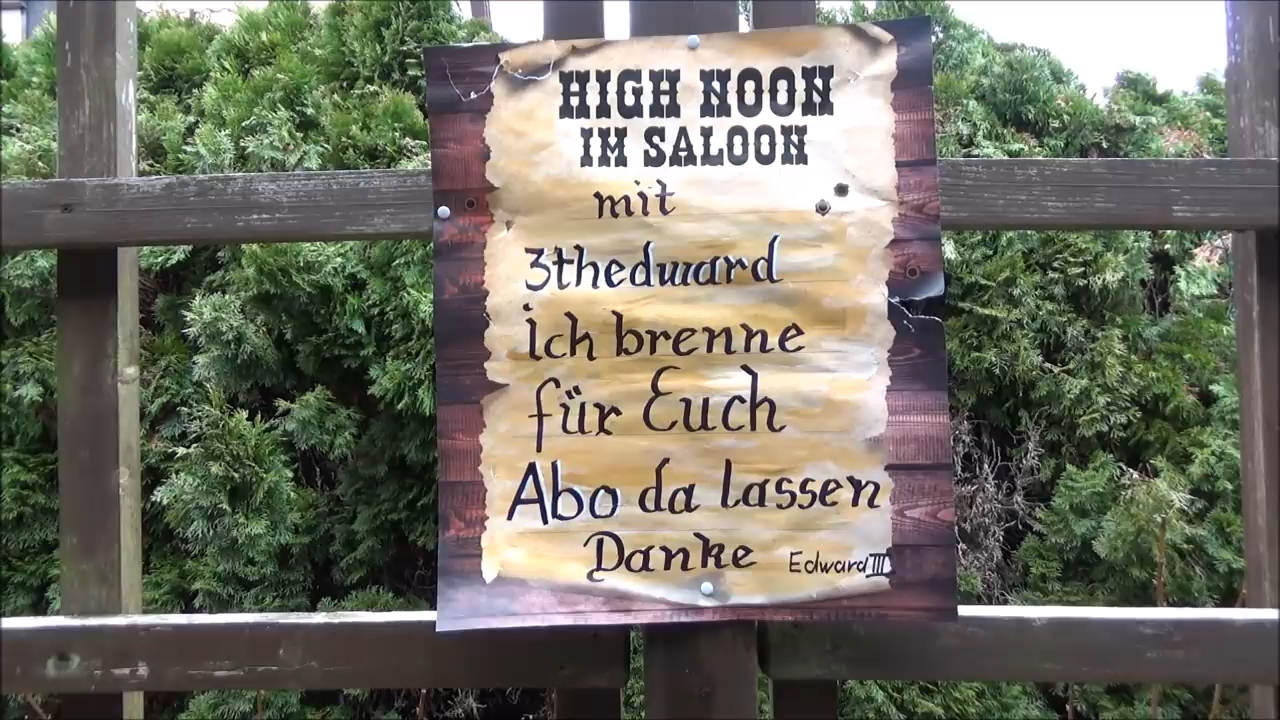 HIGH NOON
IM SALOON
mit
3thedward
ich brenne
für Euch
Abo da lassen
Danke Edward III